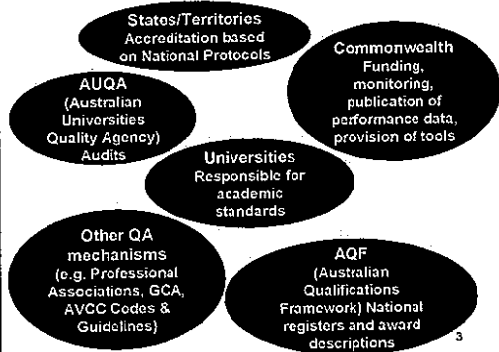 States/Territories
Accreditation based
on National Protocols
Commonwealth
Funding,
monitoring,
publication of
performance data,
provision of tools
AUQA
(Australian
Universities
Quality Agency)
Audits
Universities
Responsible for
academic
standards
Other QA
mechanisms
(e.g. Professional
Associations, GCA,
AVCC Codes &
Guidelines)
AQF
(Australian
Qualifications
Framework) National
registers and award
descriptions
3